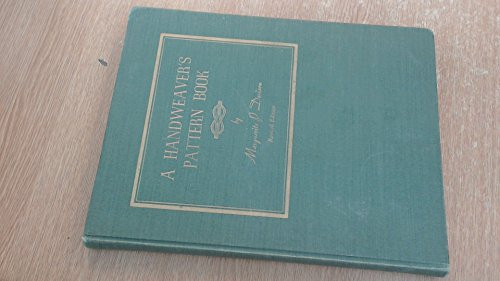 A HANDWEAVER'S
PATTERN BOOK
by
Marguerite P. Davison
Revised Edition